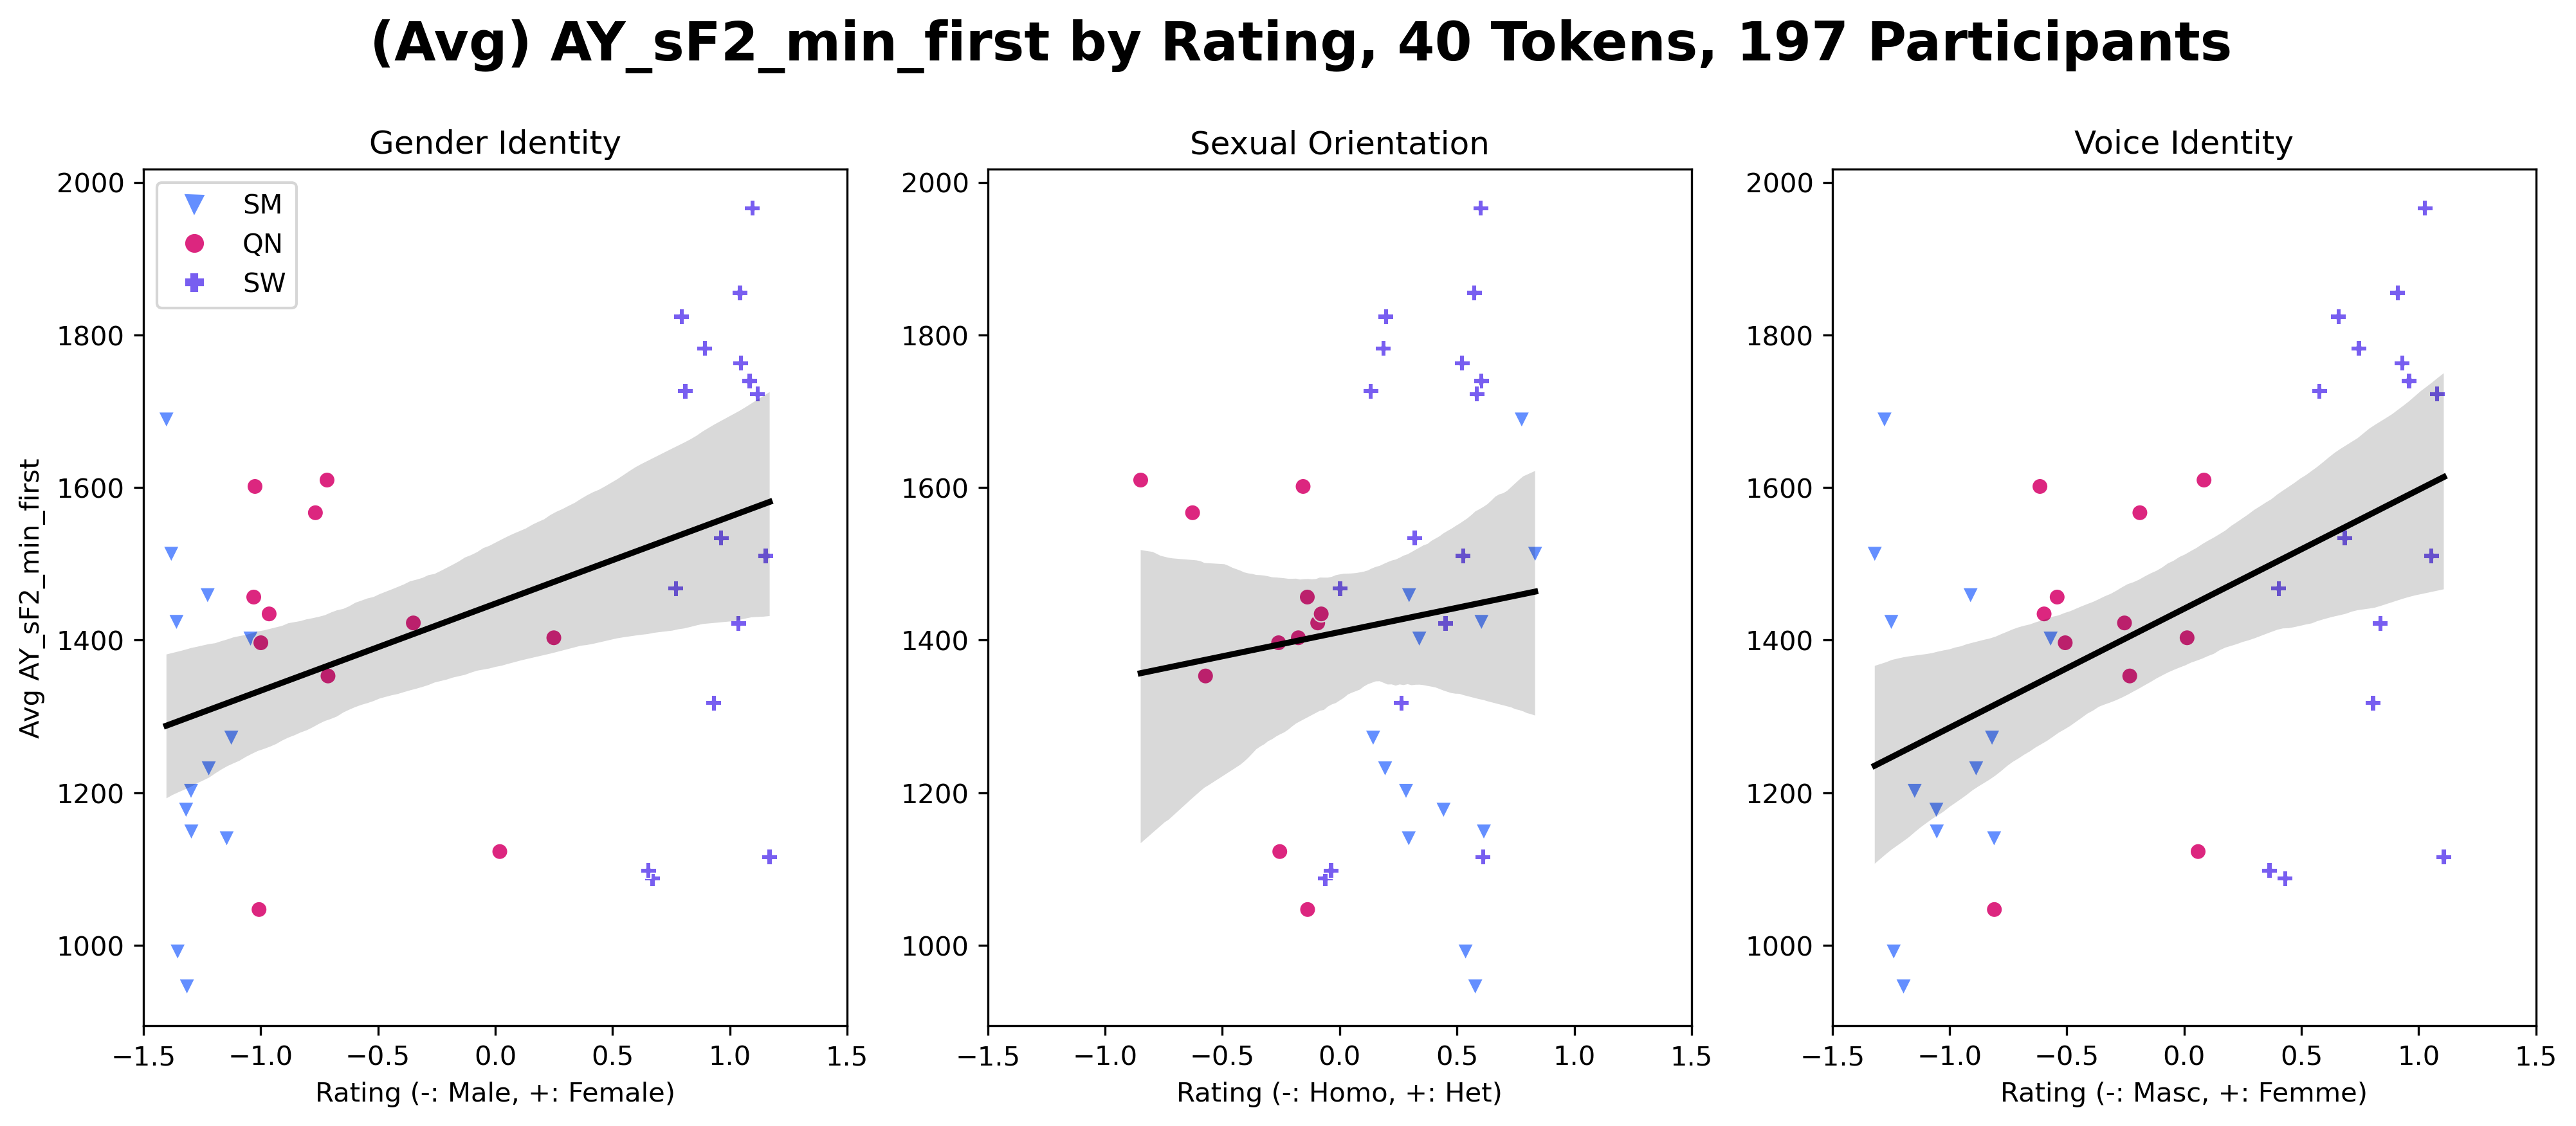 (Avg) AY_sF2_min_first by Rating, 40 Tokens, 197 Participants
Gender Identity
Sexual Orientation
Voice Identity
SM
QN
SW
Avg AY_sF2_min_first
2000
1800
1600
1400
1200
1000
−1.5 −1.0 −0.5 0.0 0.5 1.0 1.5
Rating (-: Male, +: Female)
2000
1800
1600
1400
1200
1000
−1.5 −1.0 −0.5 0.0 0.5 1.0 1.5
Rating (-: Homo, +: Het)
2000
1800
1600
1400
1200
1000
−1.5 −1.0 −0.5 0.0 0.5 1.0 1.5
Rating (-: Masc, +: Femme)